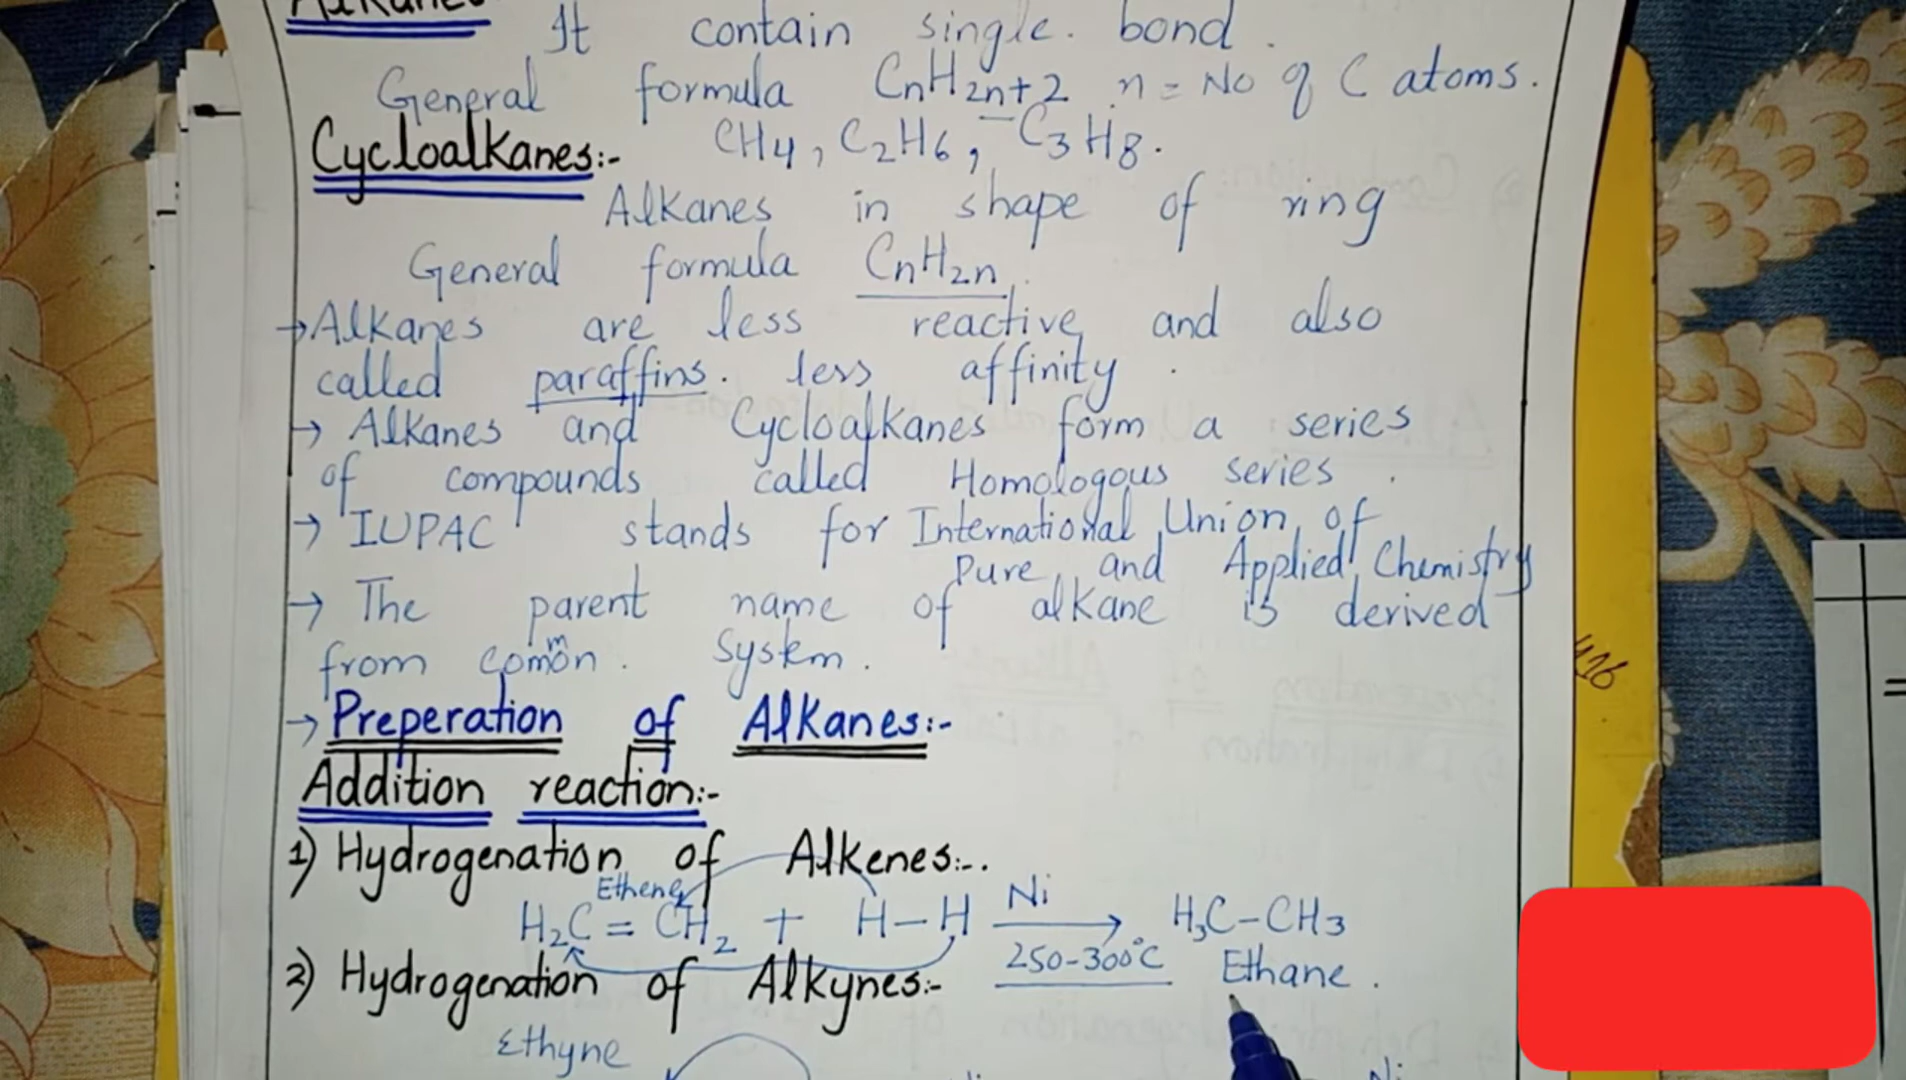 Alkanes
It contain single. bond.
General formula CnH2n+2 n = No of C atoms.
Cycloalkanes:- CH4, C2H6, C3H8.
Alkanes in shape of ring
General formula CnH2n.
→Alkanes are less reactive and also
called paraffins. less affinity.
→ Alkanes and Cycloalkanes form a series
of compounds called Homologous series.
→ IUPAC stands for International Union of
Pure and Applied Chemistry
→ The parent name of alkane is derived
from common. System.
→ Preperation of Alkanes:-
Addition reaction:-
1) Hydrogenation of Alkenes:-.
Ethene
H2C = CH2 + H-H Ni 250-300°C → H3C-CH3
Ethane.
2) Hydrogenation of Alkynes:-
Ethyne
Ni